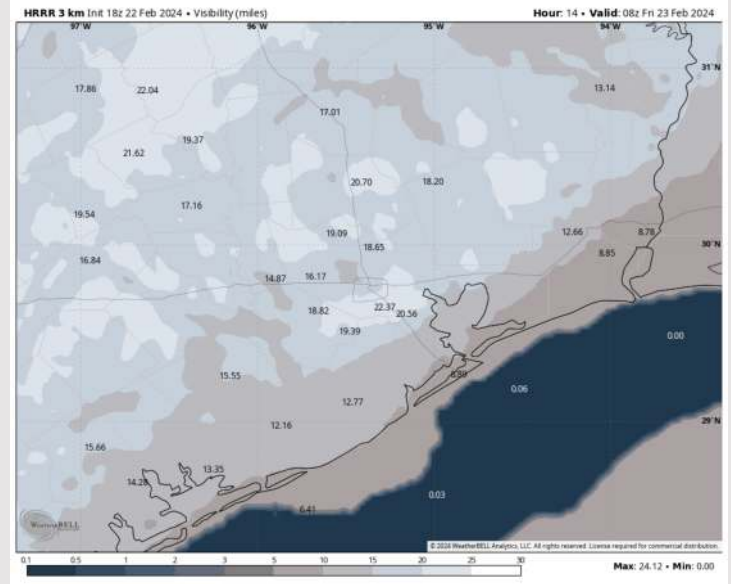 HRRR 3 km Init 18z 22 Feb 2024 • Visibility (miles)
Hour: 14 • Valid: 08z Fri 23 Feb 2024
97°W 96°W 95°W 94°W
31°N
17.86 22.04 13.14
17.01
19.37
21.62
20.70 18.20
17.16
19.54
19.09 12.66 8.78
18.65 8.85 30°N
16.84
14.87 16.17
18.82 22.37 20.56
19.39 0.00
15.55
0.06
12.77
12.16 29°N
15.66
13.35
14.28
0.03
6.41
WeatherBELL
© 2024 WeatherBELL Analytics, LLC. All rights reserved. License required for commercial distribution.
0.1 0.5 1 2 3 5 10 15 20 25 30
Max: 24.12 • Min: 0.00